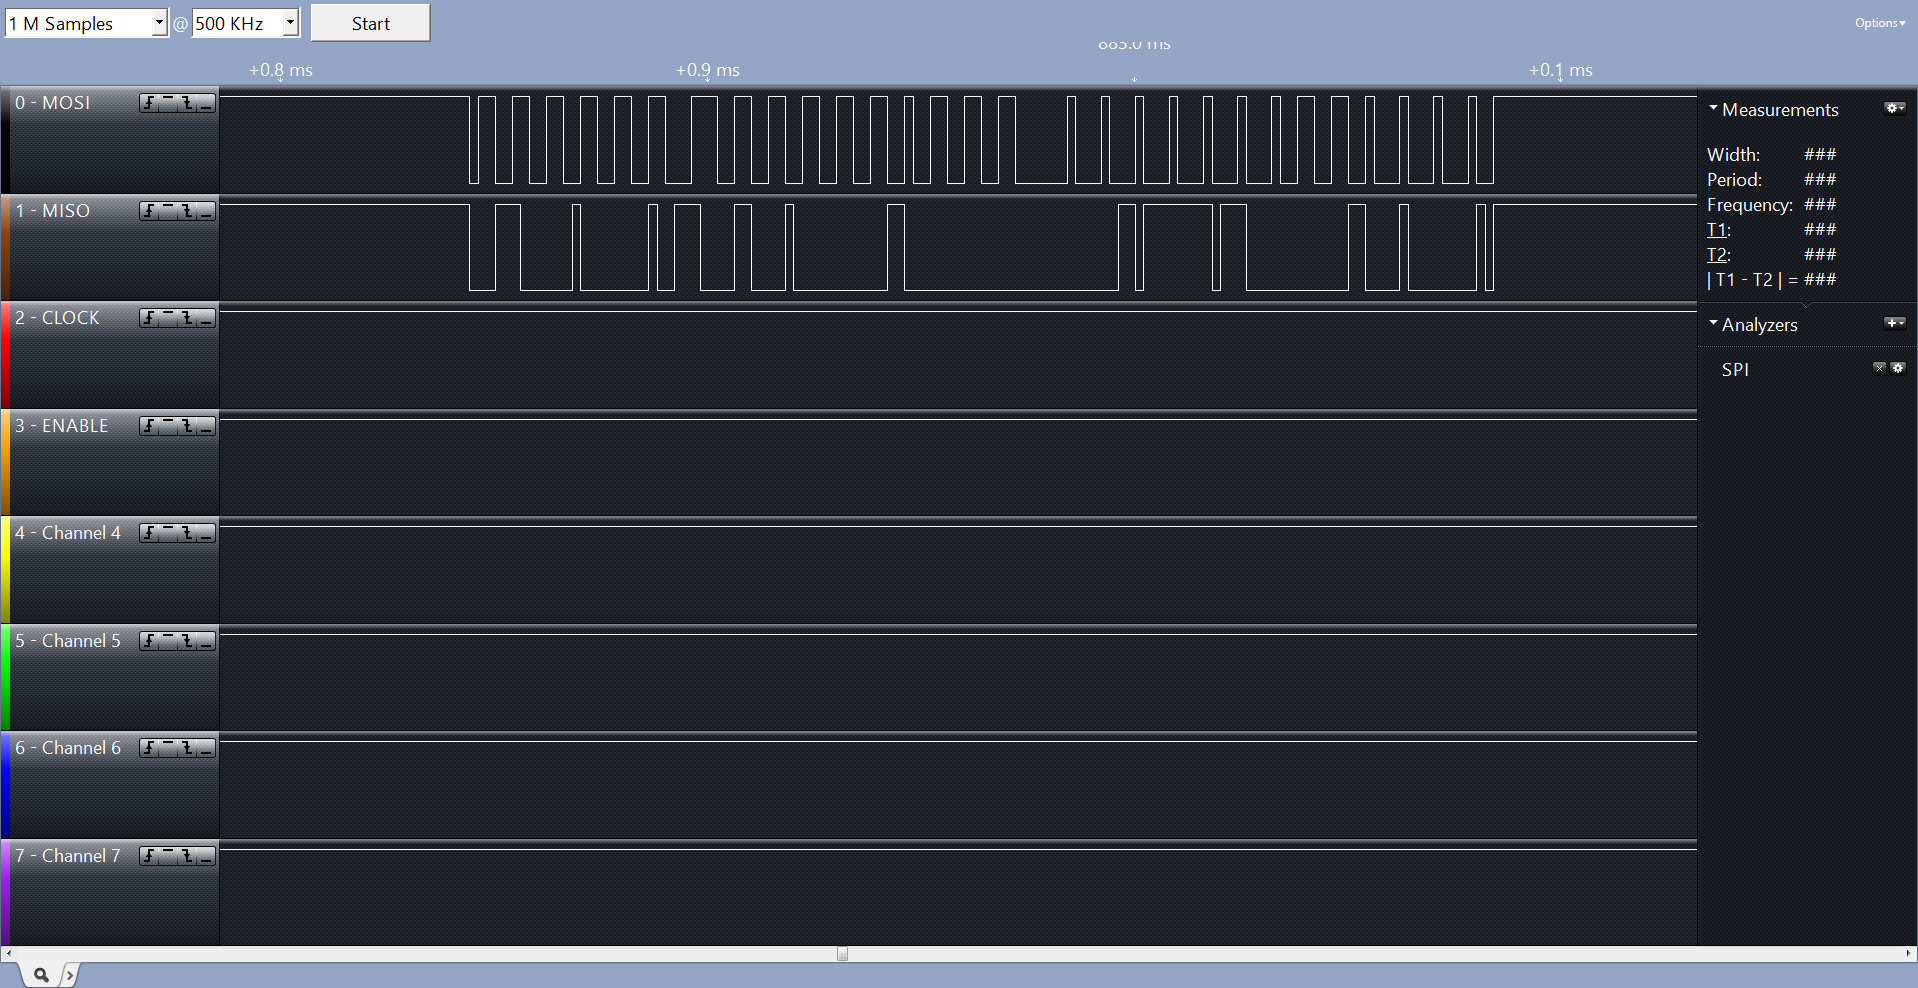 1 M Samples @ 500 KHz Start Options
883.0 ms
+0.8 ms +0.9 ms +0.1 ms
0 - MOSI
1 - MISO
2 - CLOCK
3 - ENABLE
4 - Channel 4
5 - Channel 5
6 - Channel 6
7 - Channel 7
Measurements
Width: ###
Period: ###
Frequency: ###
T1: ###
T2: ###
| T1 - T2 | = ###
Analyzers
SPI